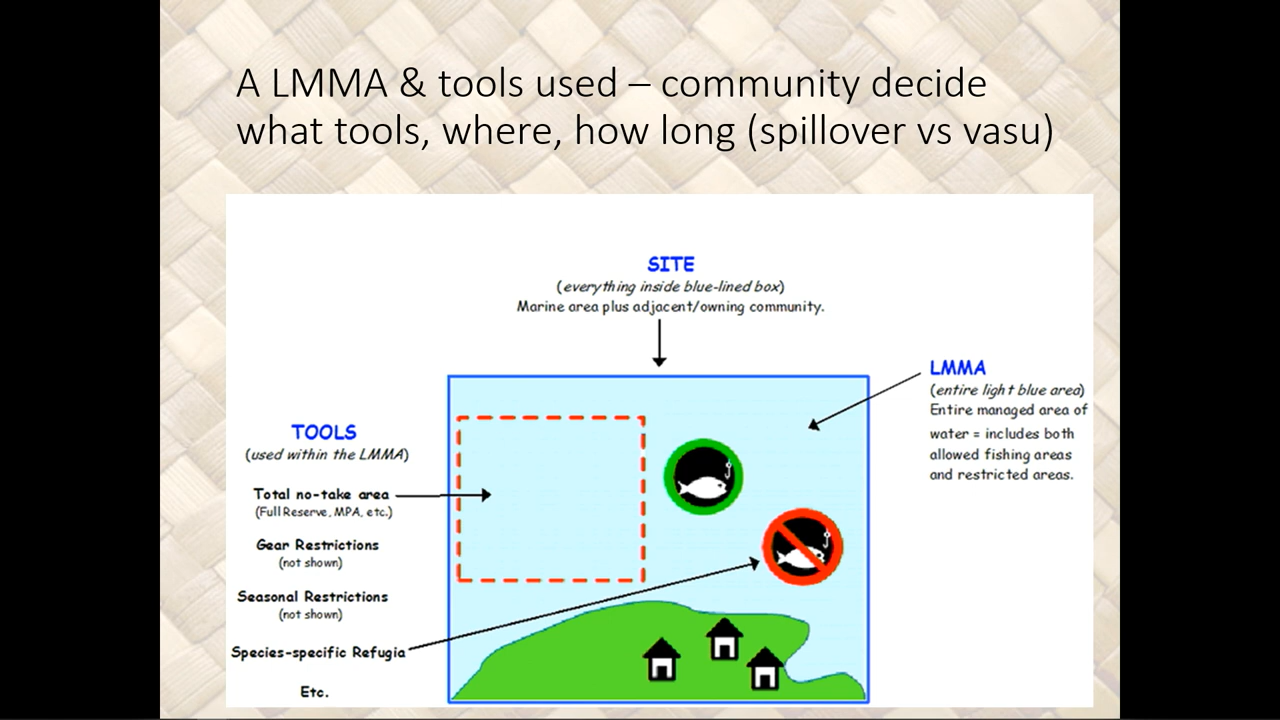 A LMMA & tools used – community decide
what tools, where, how long (spillover vs vasu)
SITE
(everything inside blue-lined box)
Marine area plus adjacent/owning community.
LMMA
(entire light blue area)
Entire managed area of
water = includes both
allowed fishing areas
and restricted areas.
TOOLS
(used within the LMMA)
Total no-take area
(Full Reserve, MPA, etc.)
Gear Restrictions
(not shown)
Seasonal Restrictions
(not shown)
Species-specific Refugia
Etc.